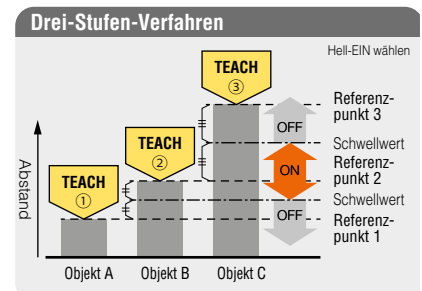 Drei-Stufen-Verfahren
Hell-EIN wählen
TEACH
③
TEACH
②
TEACH
①
Abstand
OFF
ON
OFF
Referenz-
punkt 3
Schwellwert
Referenz-
punkt 2
Schwellwert
Referenz-
punkt 1
Objekt A
Objekt B
Objekt C